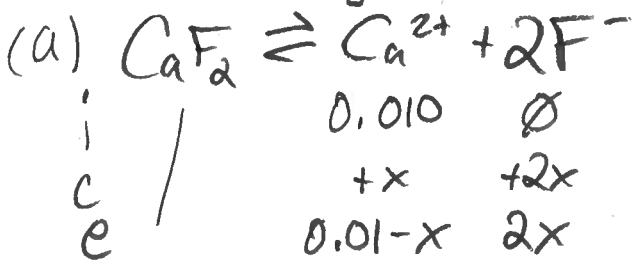 (a) CaF₂ ⇌ Ca²⁺ + 2F⁻
i / 0.010 ∅
c +x +2x
e 0.01-x 2x